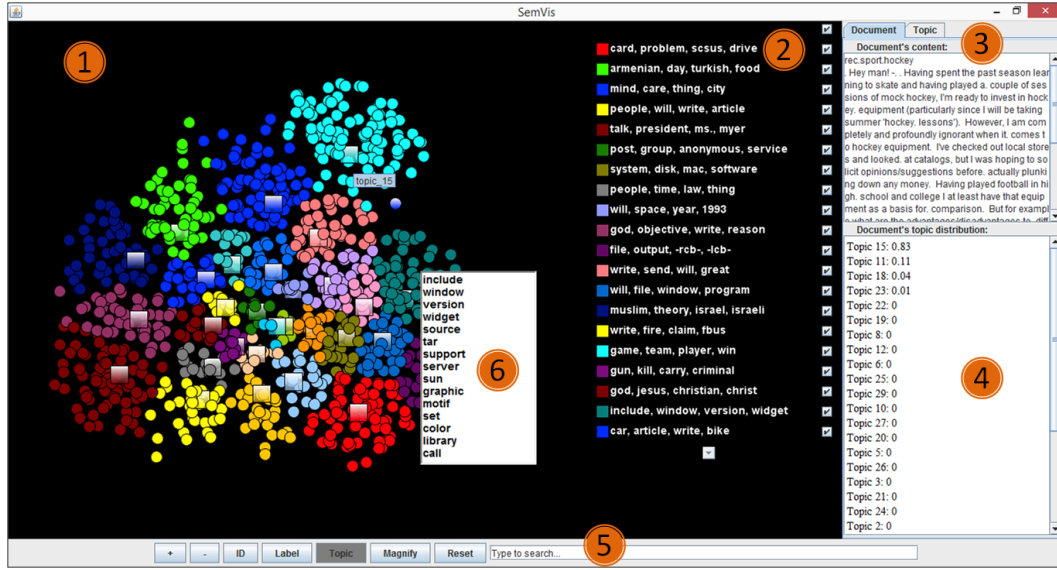 SemVis
1
topic_15
include
window
version
widget
source
tar
support
server
sun
graphic
motif
set
color
library
call
6
2
card, problem, scsus, drive
armenian, day, turkish, food
mind, care, thing, city
people, will, write, article
talk, president, ms., myer
post, group, anonymous, service
system, disk, mac, software
people, time, law, thing
will, space, year, 1993
god, objective, write, reason
file, output, -rcb-, -lcb-
write, send, will, great
will, file, window, program
muslim, theory, israel, israeli
write, fire, claim, fbus
game, team, player, win
gun, kill, carry, criminal
god, jesus, christian, christ
include, window, version, widget
car, article, write, bike
Document Topic
3
Document's content:
rec.sport.hockey
. Hey man! -. . Having spent the past season lear
ning to skate and having played a. couple of ses
sions of mock hockey, I'm ready to invest in hock
ey. equipment (particularly since I will be taking
summer 'hockey. lessons'). However, I am com
pletely and profoundly ignorant when it. comes t
o hockey equipment. I've checked out local store
s and looked. at catalogs, but I was hoping to so
licit opinions/suggestions before. actually plunki
ng down any money. Having played football in hi
gh. school and college I at least have that equip
ment as a basis for. comparison. But for exampl
e what are the advantages/disadvantages to. diff
Document's topic distribution:
Topic 15: 0.83
Topic 11: 0.11
Topic 18: 0.04
Topic 23: 0.01
Topic 22: 0
Topic 19: 0
Topic 8: 0
Topic 12: 0
Topic 6: 0
Topic 25: 0
Topic 29: 0
Topic 10: 0
Topic 27: 0
Topic 20: 0
Topic 5: 0
Topic 26: 0
Topic 3: 0
Topic 21: 0
Topic 24: 0
Topic 2: 0
4
5
+ - ID Label Topic Magnify Reset Type to search...